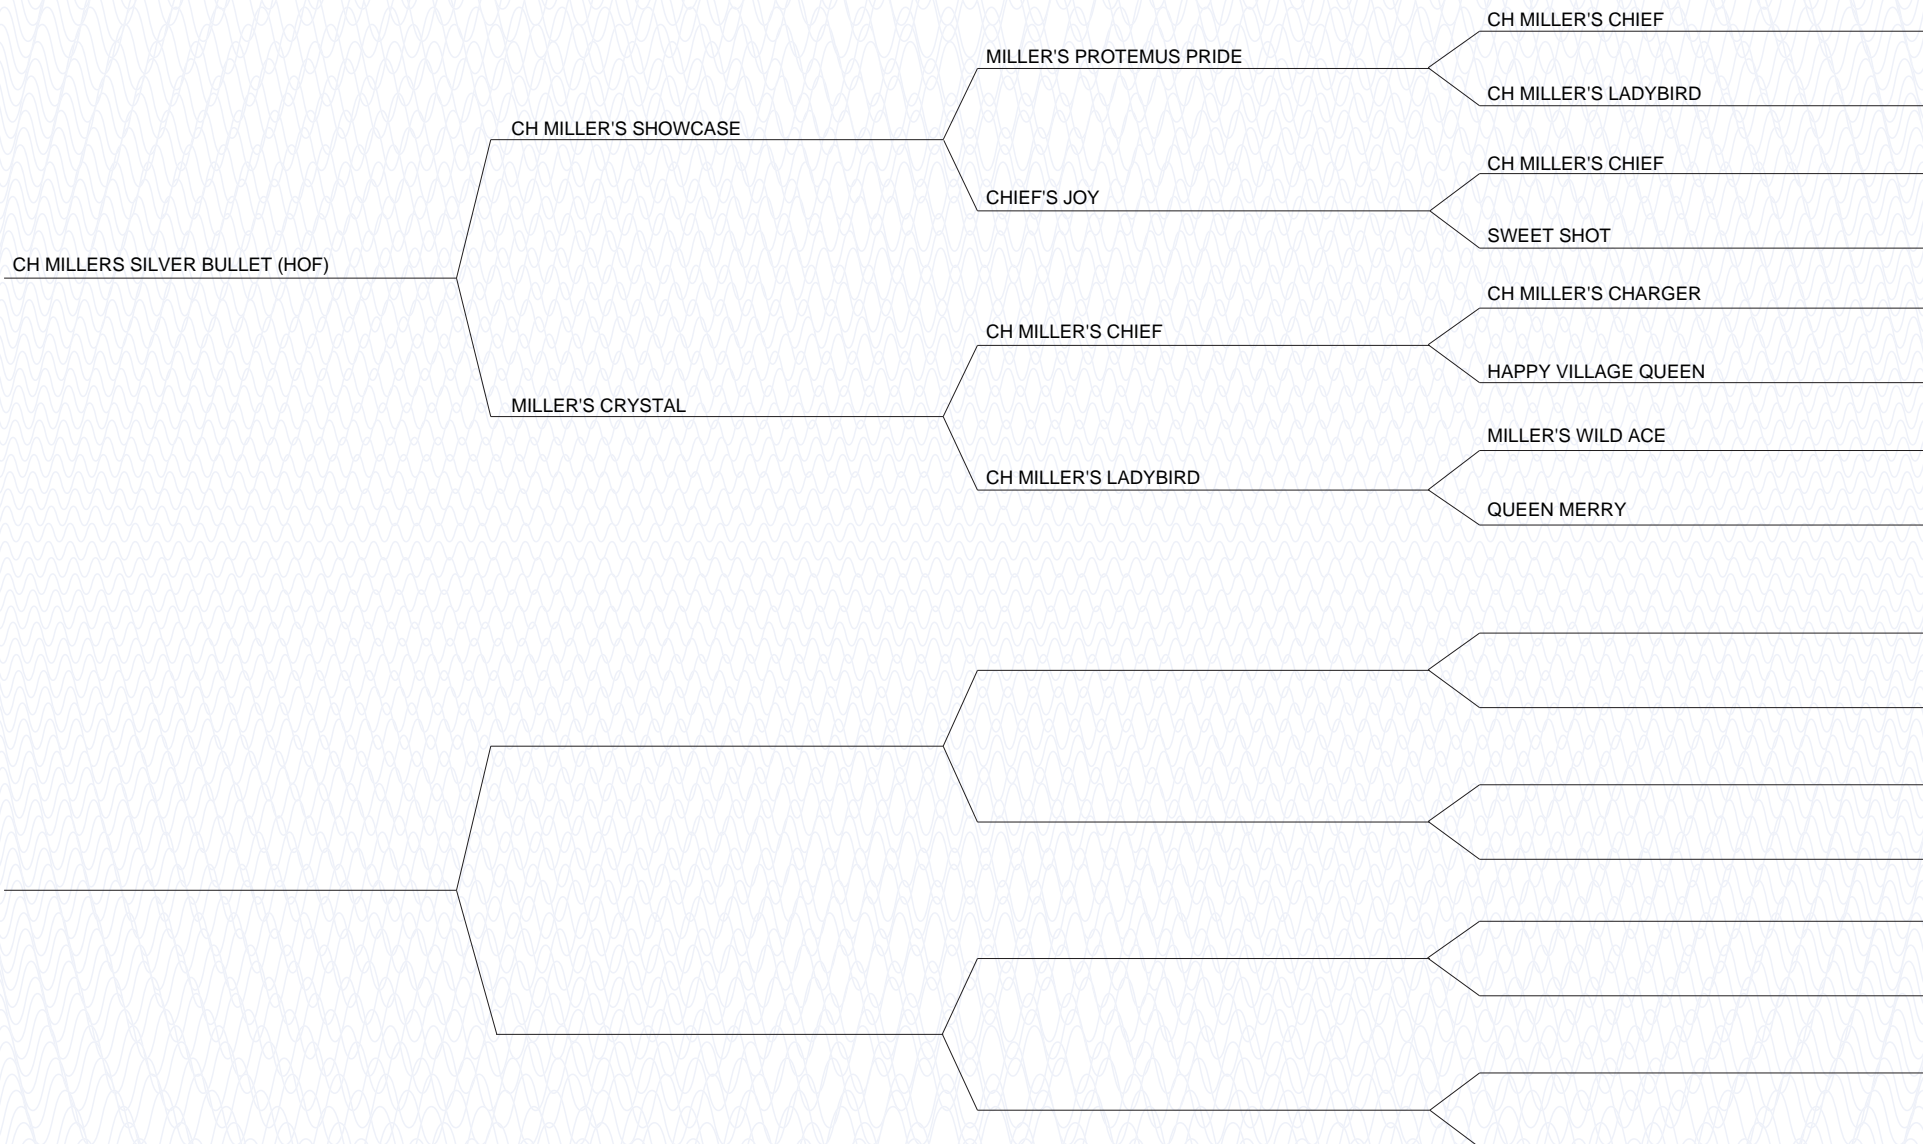 CH MILLER'S CHIEF
MILLER'S PROTEMUS PRIDE
CH MILLER'S LADYBIRD
CH MILLER'S SHOWCASE
CH MILLER'S CHIEF
CHIEF'S JOY
SWEET SHOT
CH MILLERS SILVER BULLET (HOF)
CH MILLER'S CHARGER
CH MILLER'S CHIEF
HAPPY VILLAGE QUEEN
MILLER'S CRYSTAL
MILLER'S WILD ACE
CH MILLER'S LADYBIRD
QUEEN MERRY